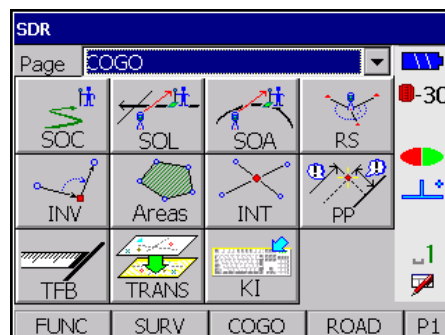 SDR
Page COGO
-30
SOC SOL SOA RS
INV Areas INT PP
1
TFB TRANS KI
FUNC SURV COGO ROAD P1